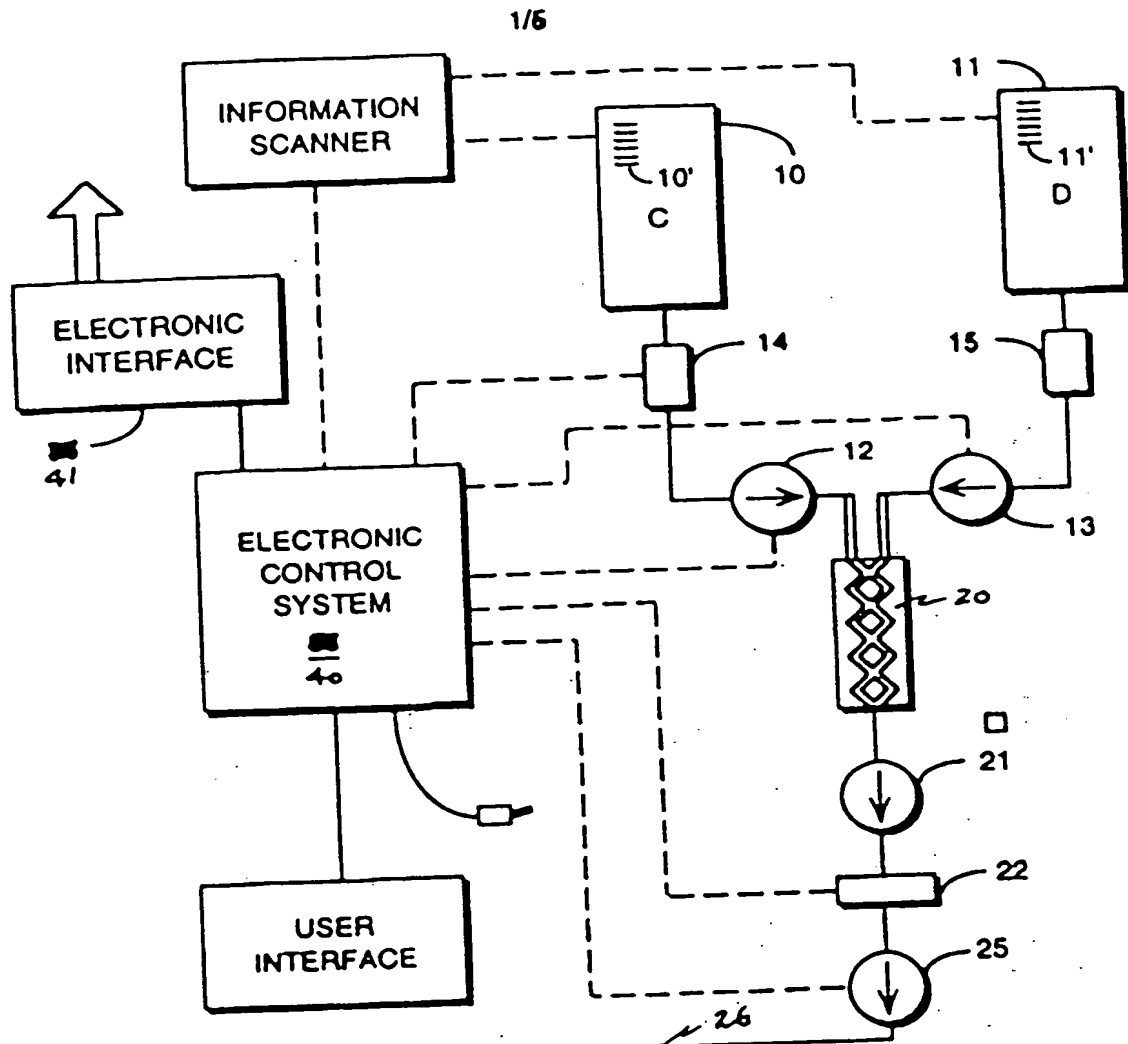 1/6
INFORMATION
SCANNER
11
10'
C
10
11'
D
ELECTRONIC
INTERFACE
14
15
41
12
13
ELECTRONIC
CONTROL
SYSTEM
40
20
21
22
USER
INTERFACE
25
26